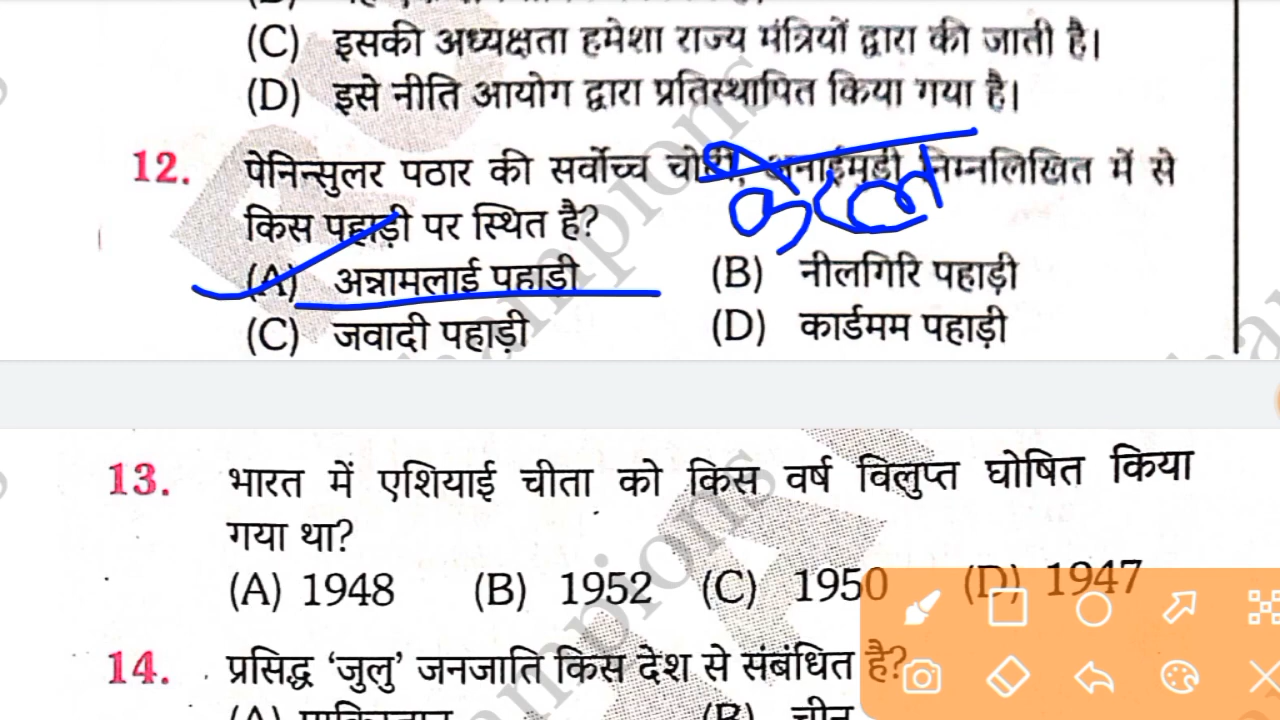 (C) इसकी अध्यक्षता हमेशा राज्य मंत्रियों द्वारा की जाती है।
(D) इसे नीति आयोग द्वारा प्रतिस्थापित किया गया है।
12. पेनिन्सुलर पठार की सर्वोच्च चोटी, अनाईमुडी निम्नलिखित में से
केरल
किस पहाड़ी पर स्थित है?
(A) अन्नामलाई पहाड़ी (B) नीलगिरि पहाड़ी
(C) जवादी पहाड़ी (D) कार्डमम पहाड़ी
13. भारत में एशियाई चीता को किस वर्ष विलुप्त घोषित किया
गया था?
(A) 1948 (B) 1952 (C) 1950 (D) 1947
14. प्रसिद्ध ‘जुलु’ जनजाति किस देश से संबंधित है?
(A) पाकिस्तान (B) चीन